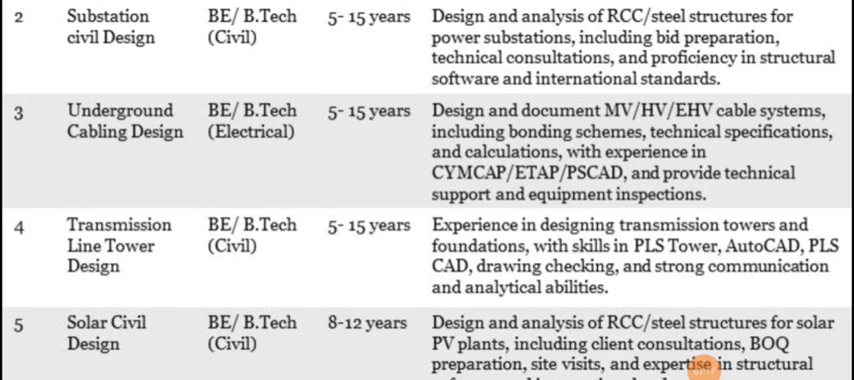 2 Substation BE/ B.Tech 5- 15 years Design and analysis of RCC/steel structures for
civil Design (Civil) power substations, including bid preparation,
technical consultations, and proficiency in structural
software and international standards.
3 Underground BE/ B.Tech 5- 15 years Design and document MV/HV/EHV cable systems,
Cabling Design (Electrical) including bonding schemes, technical specifications,
and calculations, with experience in
CYMCAP/ETAP/PSCAD, and provide technical
support and equipment inspections.
4 Transmission BE/ B.Tech 5- 15 years Experience in designing transmission towers and
Line Tower (Civil) foundations, with skills in PLS Tower, AutoCAD, PLS
Design CAD, drawing checking, and strong communication
and analytical abilities.
5 Solar Civil BE/ B.Tech 8-12 years Design and analysis of RCC/steel structures for solar
Design (Civil) PV plants, including client consultations, BOQ
preparation, site visits, and expertise in structural